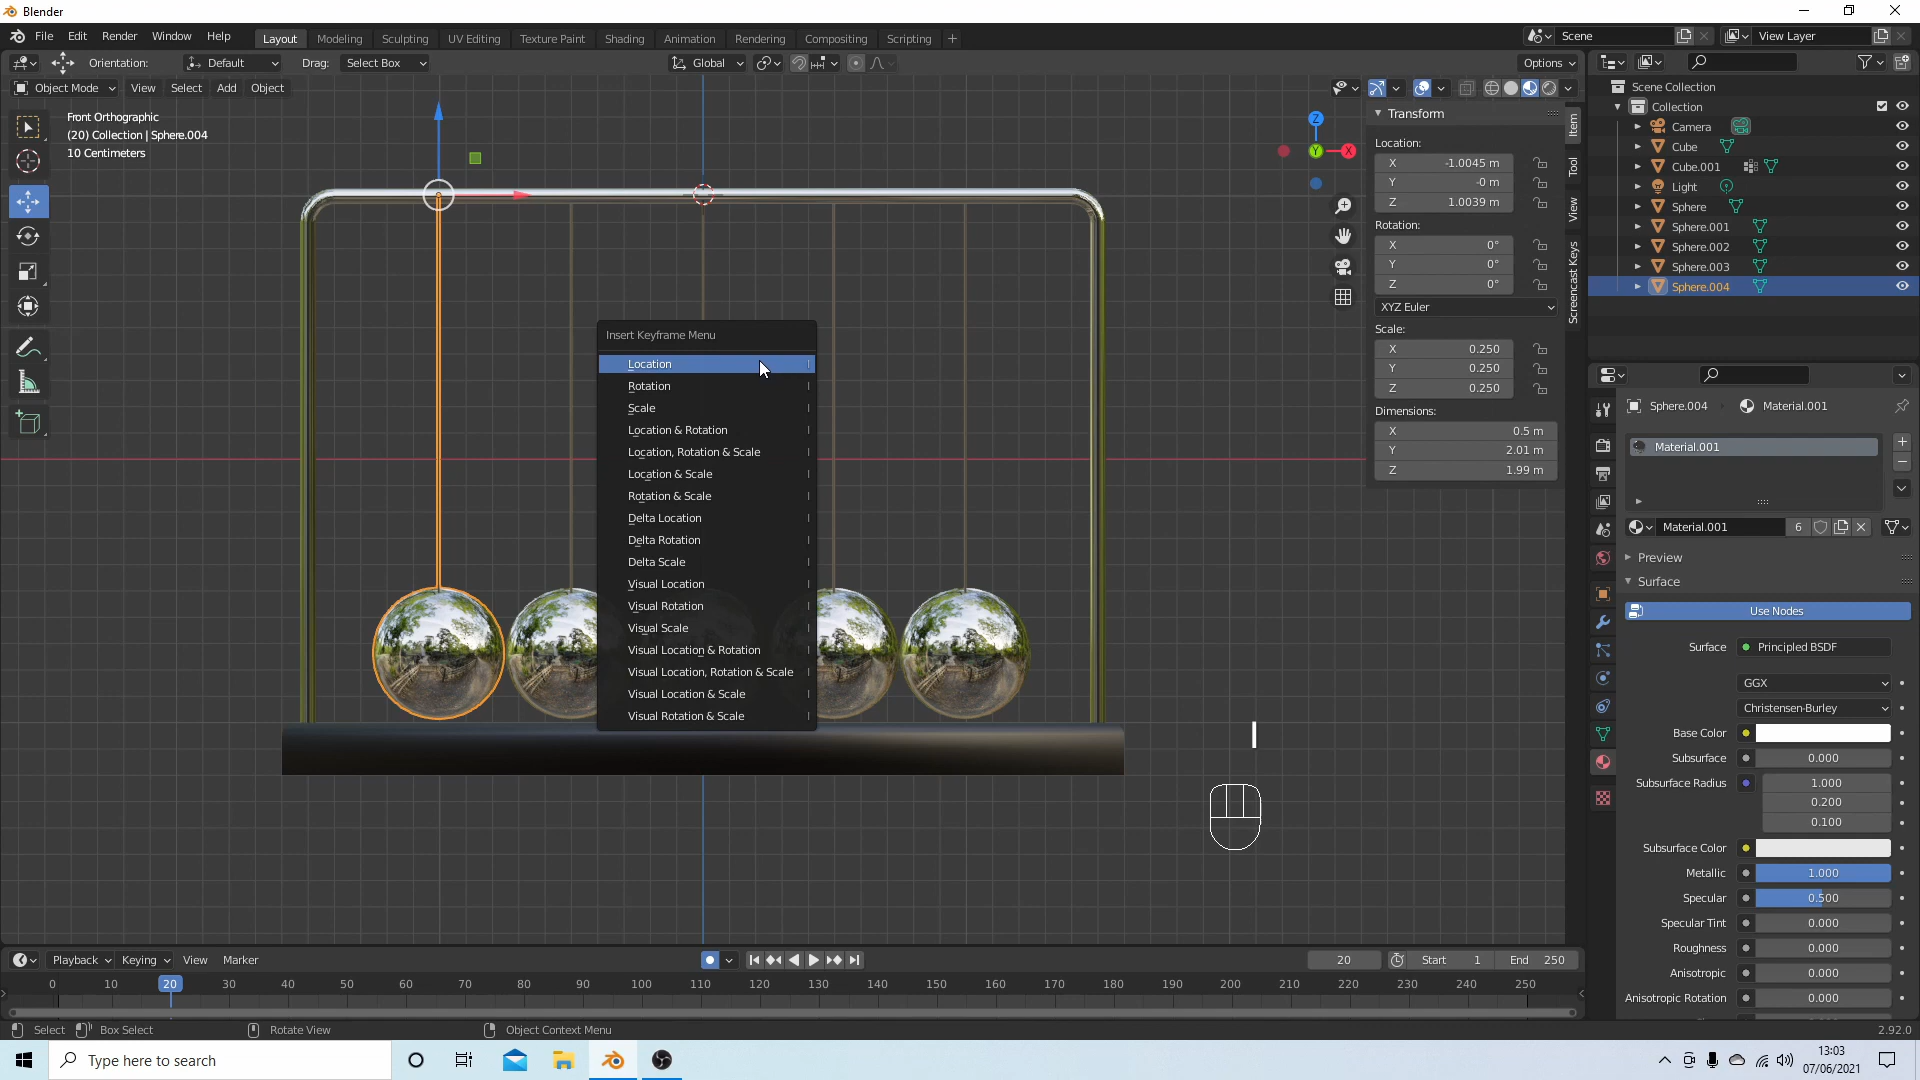 Blender
File Edit Render Window Help
Layout Modeling Sculpting UV Editing Texture Paint Shading Animation Rendering Compositing Scripting +
Scene
View Layer
Orientation: Default Drag: Select Box
Global
Options
Object Mode View Select Add Object
Front Orthographic
(20) Collection | Sphere.004
10 Centimeters
Z
X
Y
Transform
Location:
X -1.0045 m
Y -0 m
Z 1.0039 m
Rotation:
X 0°
Y 0°
Z 0°
XYZ Euler
Scale:
X 0.250
Y 0.250
Z 0.250
Dimensions:
X 0.5 m
Y 2.01 m
Z 1.99 m
Item
Tool
View
Screencast Keys
Insert Keyframe Menu
Location I
Rotation I
Scale I
Location & Rotation I
Location, Rotation & Scale I
Location & Scale I
Rotation & Scale I
Delta Location I
Delta Rotation I
Delta Scale I
Visual Location I
Visual Rotation I
Visual Scale I
Visual Location & Rotation I
Visual Location, Rotation & Scale I
Visual Location & Scale I
Visual Rotation & Scale I
I
Scene Collection
Collection
Camera
Cube
Cube.001
Light
Sphere
Sphere.001
Sphere.002
Sphere.003
Sphere.004
Sphere.004 Material.001
Material.001
Material.001 6
Preview
Surface
Use Nodes
Surface Principled BSDF
GGX
Christensen-Burley
Base Color
Subsurface 0.000
Subsurface Radius 1.000
0.200
0.100
Subsurface Color
Metallic 1.000
Specular 0.500
Specular Tint 0.000
Roughness 0.000
Anisotropic 0.000
Anisotropic Rotation 0.000
Playback Keying View Marker
20 Start 1 End 250
0 10 20 30 40 50 60 70 80 90 100 110 120 130 140 150 160 170 180 190 200 210 220 230 240 250
Select Box Select Rotate View Object Context Menu
2.92.0
Type here to search
13:03
07/06/2021